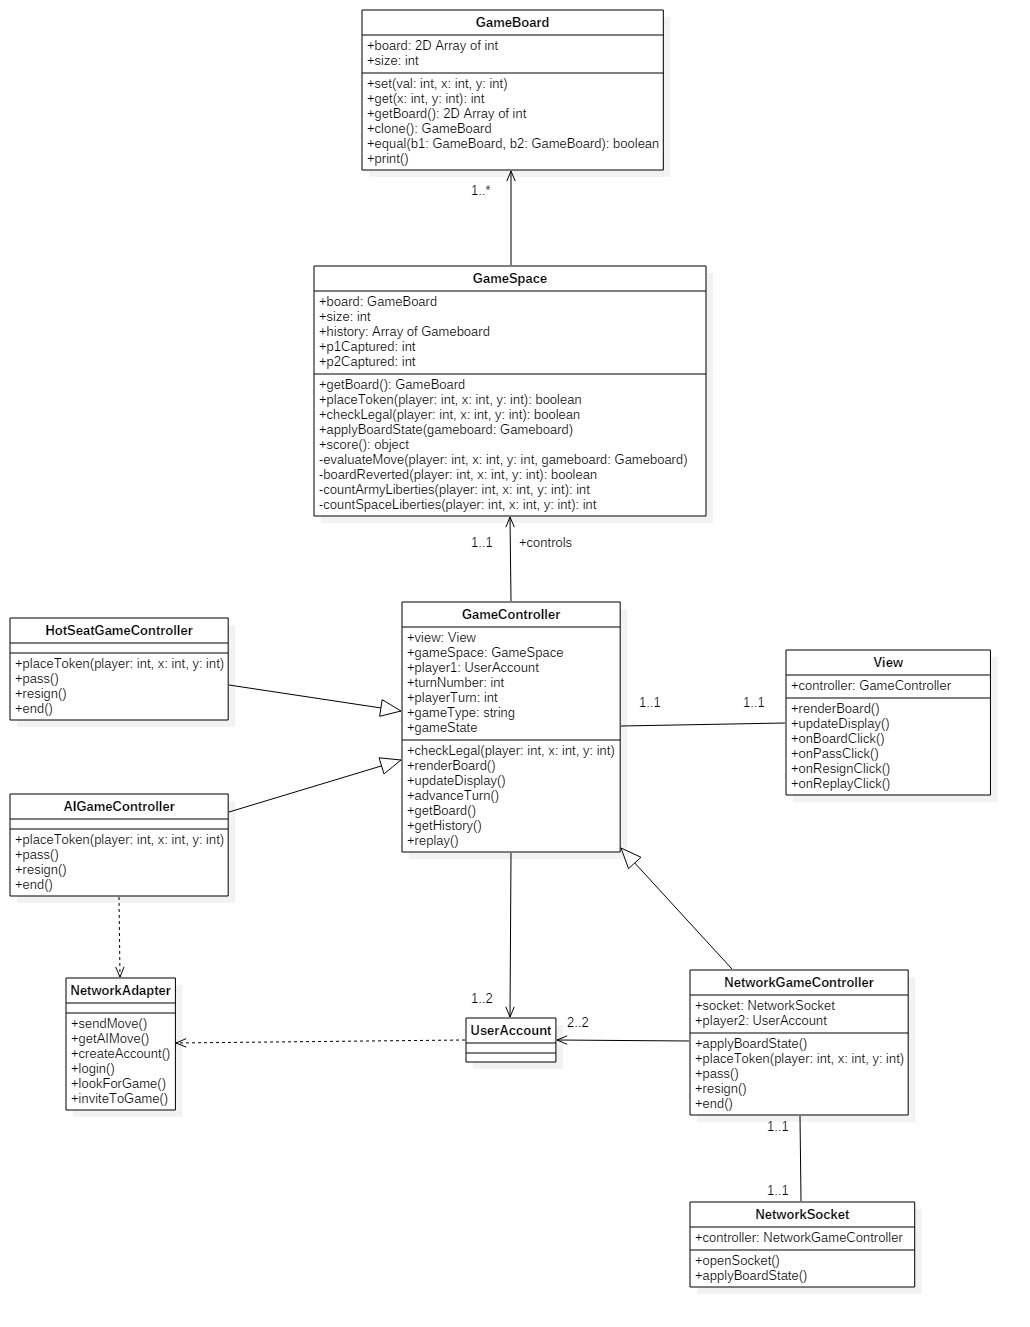 GameBoard
+board: 2D Array of int
+size: int
+set(val: int, x: int, y: int)
+get(x: int, y: int): int
+getBoard(): 2D Array of int
+clone(): GameBoard
+equal(b1: GameBoard, b2: GameBoard): boolean
+print()
1..*
GameSpace
+board: GameBoard
+size: int
+history: Array of Gameboard
+p1Captured: int
+p2Captured: int
+getBoard(): GameBoard
+placeToken(player: int, x: int, y: int): boolean
+checkLegal(player: int, x: int, y: int): boolean
+applyBoardState(gameboard: Gameboard)
+score(): object
-evaluateMove(player: int, x: int, y: int, gameboard: Gameboard)
-boardReverted(player: int, x: int, y: int): boolean
-countArmyLiberties(player: int, x: int, y: int): int
-countSpaceLiberties(player: int, x: int, y: int): int
1..1 +controls
HotSeatGameController
+placeToken(player: int, x: int, y: int)
+pass()
+resign()
+end()
GameController
+view: View
+gameSpace: GameSpace
+player1: UserAccount
+turnNumber: int
+playerTurn: int
+gameType: string
+gameState
+checkLegal(player: int, x: int, y: int)
+renderBoard()
+updateDisplay()
+advanceTurn()
+getBoard()
+getHistory()
+replay()
1..1 1..1
View
+controller: GameController
+renderBoard()
+updateDisplay()
+onBoardClick()
+onPassClick()
+onResignClick()
+onReplayClick()
AIGameController
+placeToken(player: int, x: int, y: int)
+pass()
+resign()
+end()
NetworkAdapter
+sendMove()
+getAIMove()
+createAccount()
+login()
+lookForGame()
+inviteToGame()
1..2
UserAccount
2..2
NetworkGameController
+socket: NetworkSocket
+player2: UserAccount
+applyBoardState()
+placeToken(player: int, x: int, y: int)
+pass()
+resign()
+end()
1..1
1..1
NetworkSocket
+controller: NetworkGameController
+openSocket()
+applyBoardState()